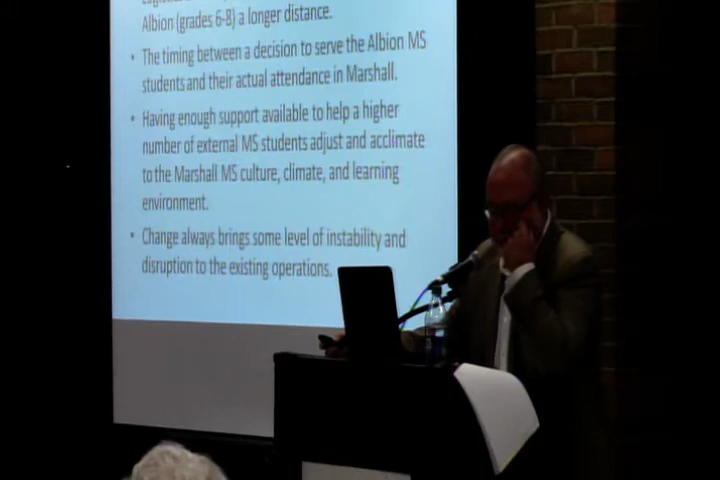 Albion (grades 6-8) a longer distance.
• The timing between a decision to serve the Albion MS
students and their actual attendance in Marshall.
• Having enough support available to help a higher
number of external MS students adjust and acclimate
to the Marshall MS culture, climate, and learning
environment.
• Change always brings some level of instability and
disruption to the existing operations.